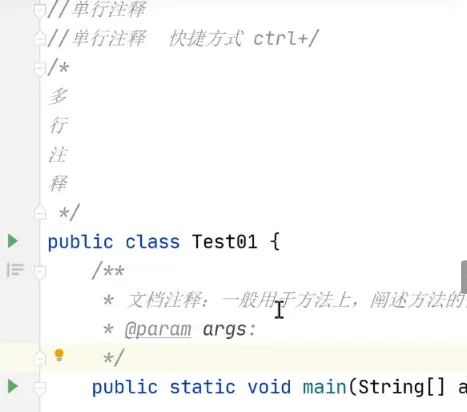 //单行注释
//单行注释  快捷方式 ctrl+/
/*
多
行
注
释
 */
public class Test01 {
    /**
     * 文档注释：一般用于方法上，阐述方法的
     * @param args:
     */
    public static void main(String[] a